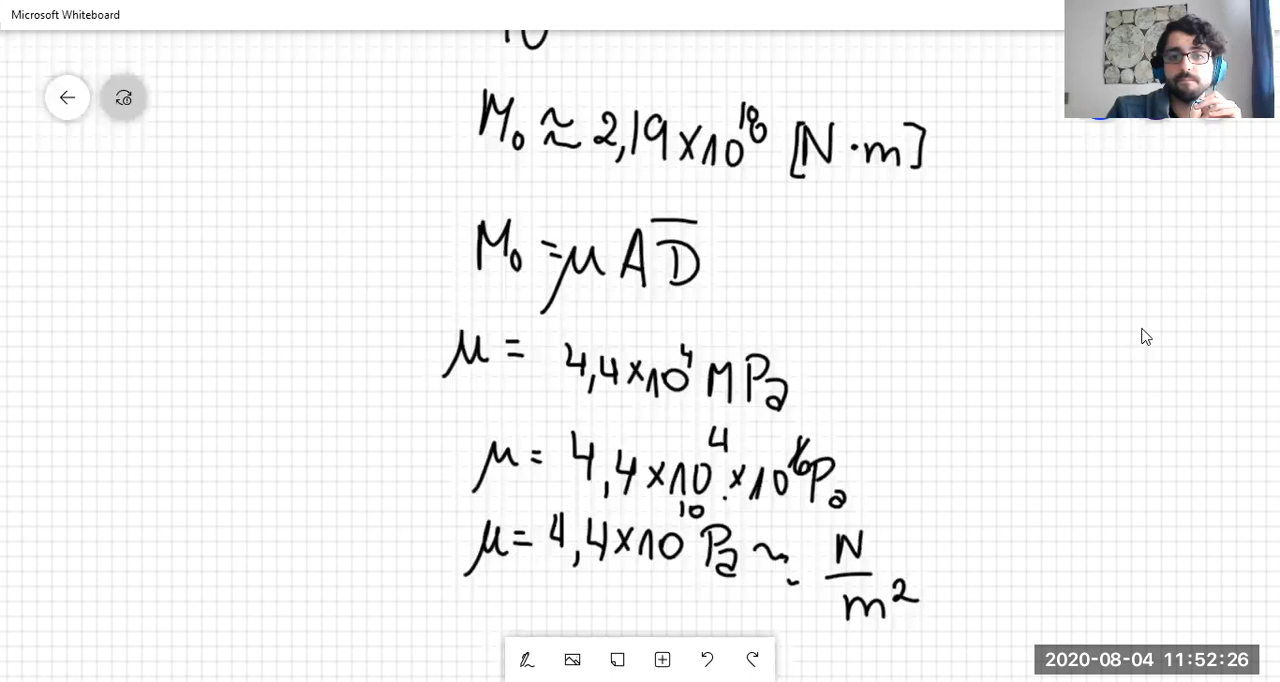 Microsoft Whiteboard
10
M₀ ≈ 2,19×10¹⁸ [N·m]
M₀ = μ A D̅
μ = 4,4×10⁴ MPa
μ = 4,4×10⁴ × 10⁶ Pa
μ = 4,4×10¹⁰ Pa ~ N/m²
2020-08-04 11:52:26